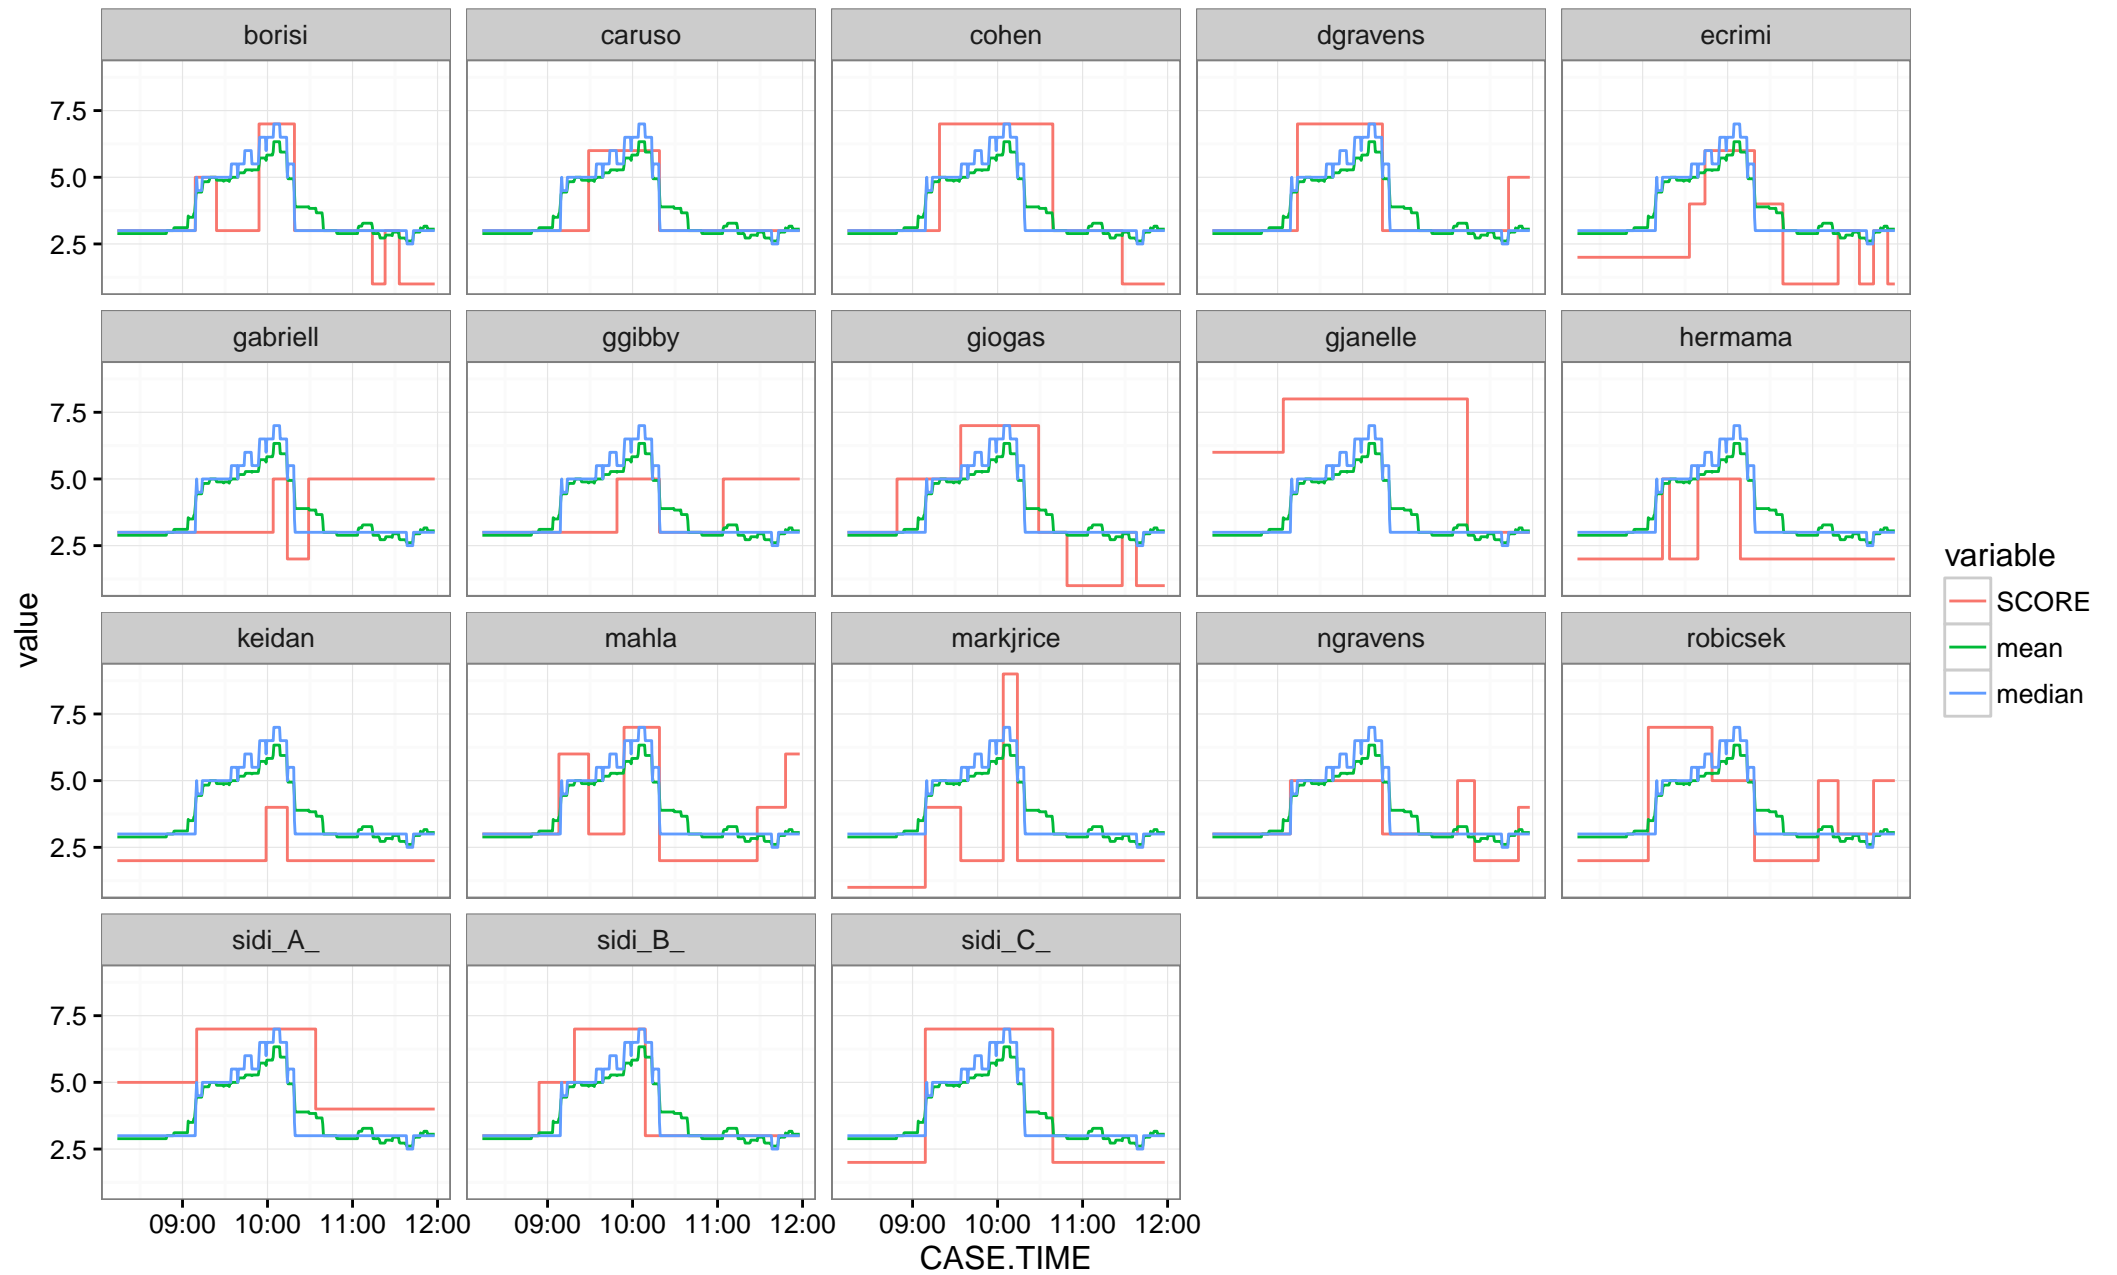 borisi caruso cohen dgravens ecrimi
7.5
5.0
2.5
gabriell ggibby giogas gjanelle hermama
7.5
5.0
2.5
keidan mahla markjrice ngravens robicsek
7.5
5.0
2.5
sidi_A_ sidi_B_ sidi_C_
7.5
5.0
2.5
09:00 10:00 11:00 12:00 09:00 10:00 11:00 12:00 09:00 10:00 11:00 12:00
CASE.TIME
value
variable
SCORE
mean
median